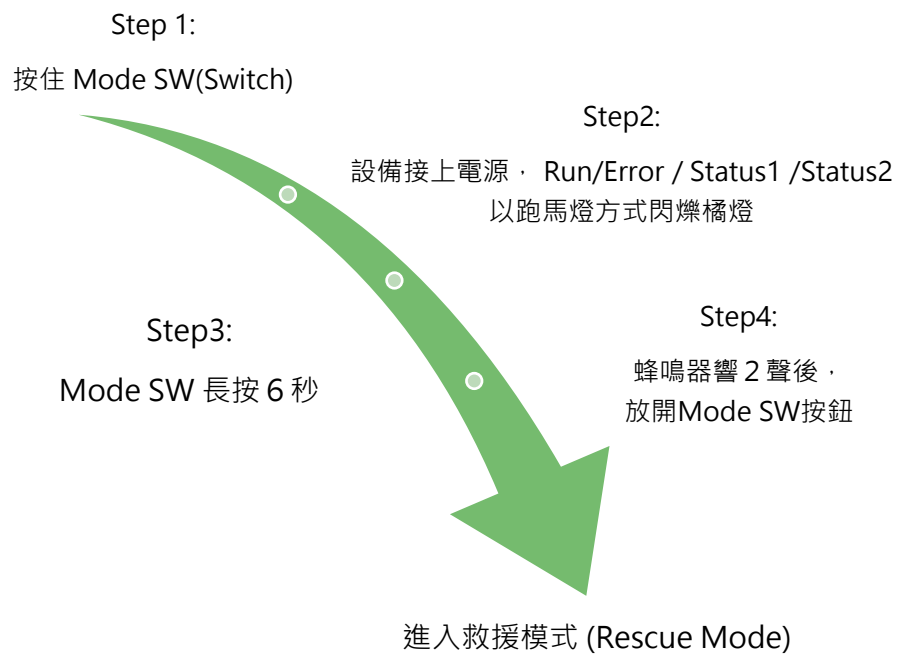 Step 1:
按住 Mode SW(Switch)
Step2:
設備接上電源， Run/Error / Status1 /Status2
以跑馬燈方式閃爍橘燈
Step3:
Mode SW 長按 6 秒
Step4:
蜂鳴器響 2 聲後，
放開Mode SW按鈕
進入救援模式 (Rescue Mode)